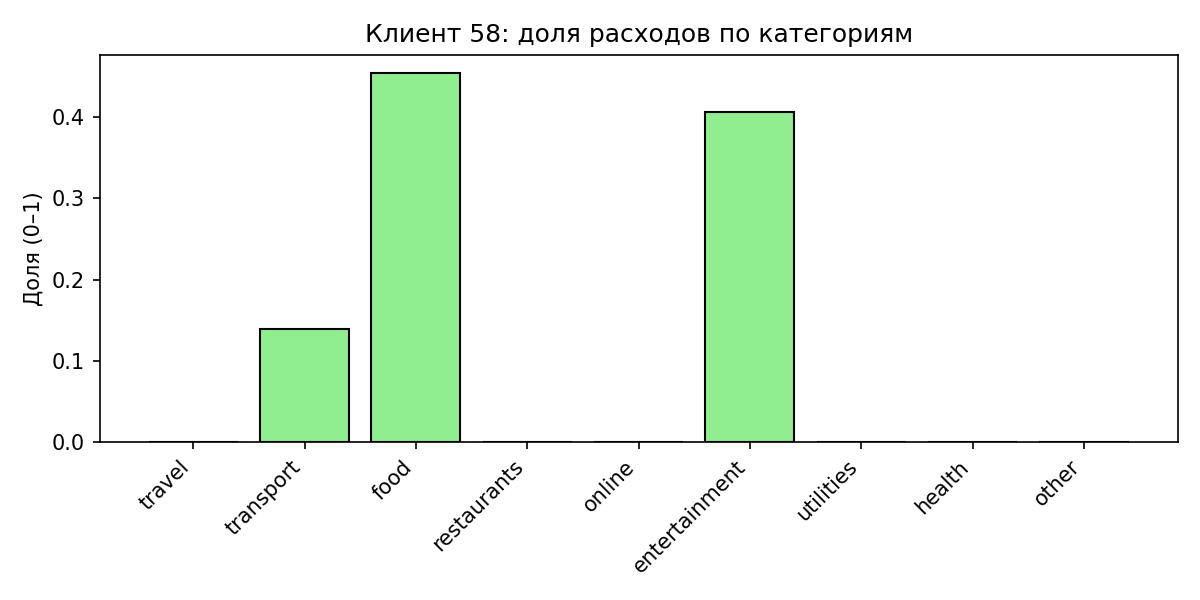 Клиент 58: доля расходов по категориям
Доля (0–1)
0.4
0.3
0.2
0.1
0.0
travel
transport
food
restaurants
online
entertainment
utilities
health
other